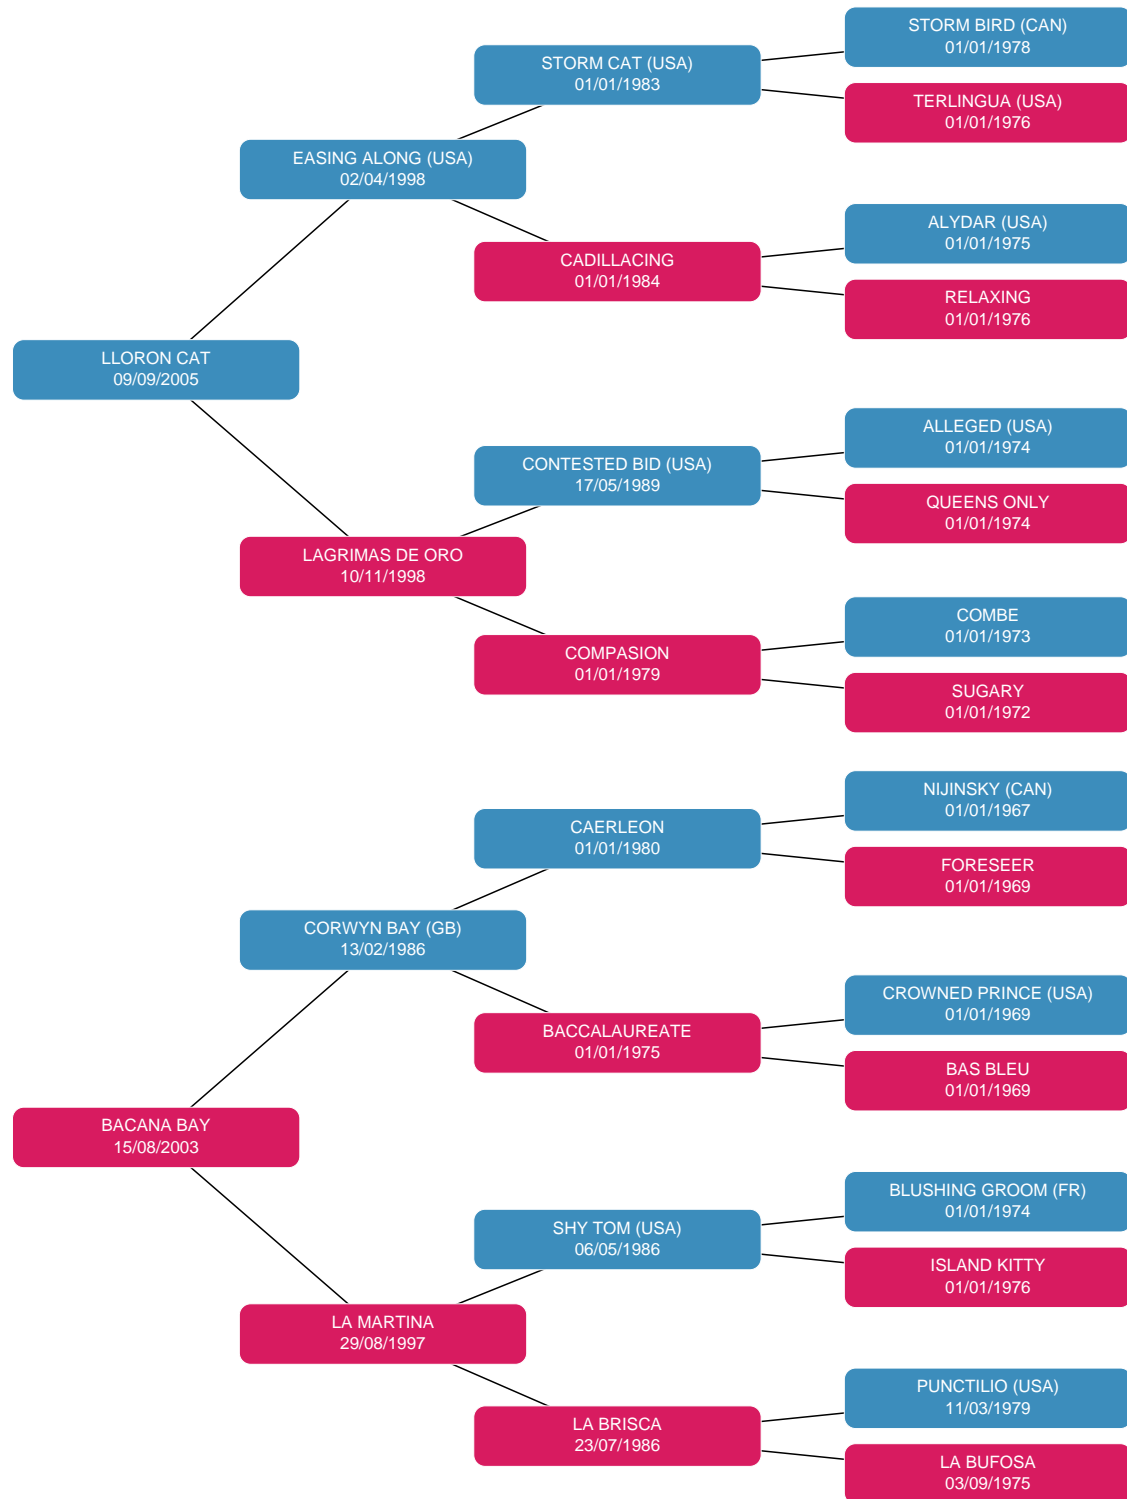 STORM BIRD (CAN)
01/01/1978
STORM CAT (USA)
01/01/1983
TERLINGUA (USA)
01/01/1976
EASING ALONG (USA)
02/04/1998
ALYDAR (USA)
01/01/1975
CADILLACING
01/01/1984
RELAXING
01/01/1976
LLORON CAT
09/09/2005
ALLEGED (USA)
01/01/1974
CONTESTED BID (USA)
17/05/1989
QUEENS ONLY
01/01/1974
LAGRIMAS DE ORO
10/11/1998
COMBE
01/01/1973
COMPASION
01/01/1979
SUGARY
01/01/1972
NIJINSKY (CAN)
01/01/1967
CAERLEON
01/01/1980
FORESEER
01/01/1969
CORWYN BAY (GB)
13/02/1986
CROWNED PRINCE (USA)
01/01/1969
BACCALAUREATE
01/01/1975
BAS BLEU
01/01/1969
BACANA BAY
15/08/2003
BLUSHING GROOM (FR)
01/01/1974
SHY TOM (USA)
06/05/1986
ISLAND KITTY
01/01/1976
LA MARTINA
29/08/1997
PUNCTILIO (USA)
11/03/1979
LA BRISCA
23/07/1986
LA BUFOSA
03/09/1975